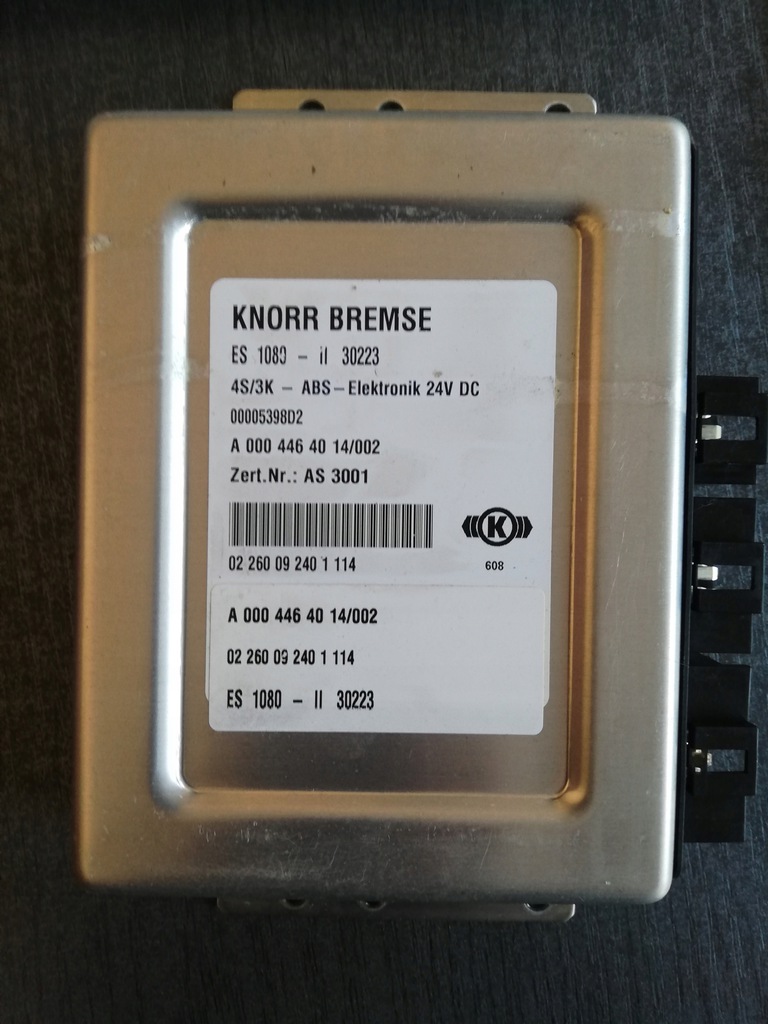 KNORR BREMSE
ES 1080 - II 30223
4S/3K - ABS-Elektronik 24V DC
00005398D2
A 000 446 40 14/002
Zert.Nr.: AS 3001
K
02 260 09 240 1 114
608
A 000 446 40 14/002
02 260 09 240 1 114
ES 1080 - II 30223